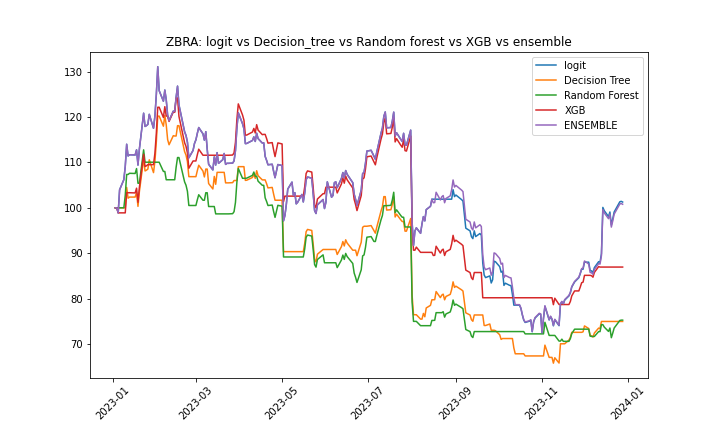 ZBRA: logit vs Decision_tree vs Random forest vs XGB vs ensemble
logit
Decision Tree
Random Forest
XGB
ENSEMBLE
130
120
110
100
90
80
70
2023-01
2023-03
2023-05
2023-07
2023-09
2023-11
2024-01